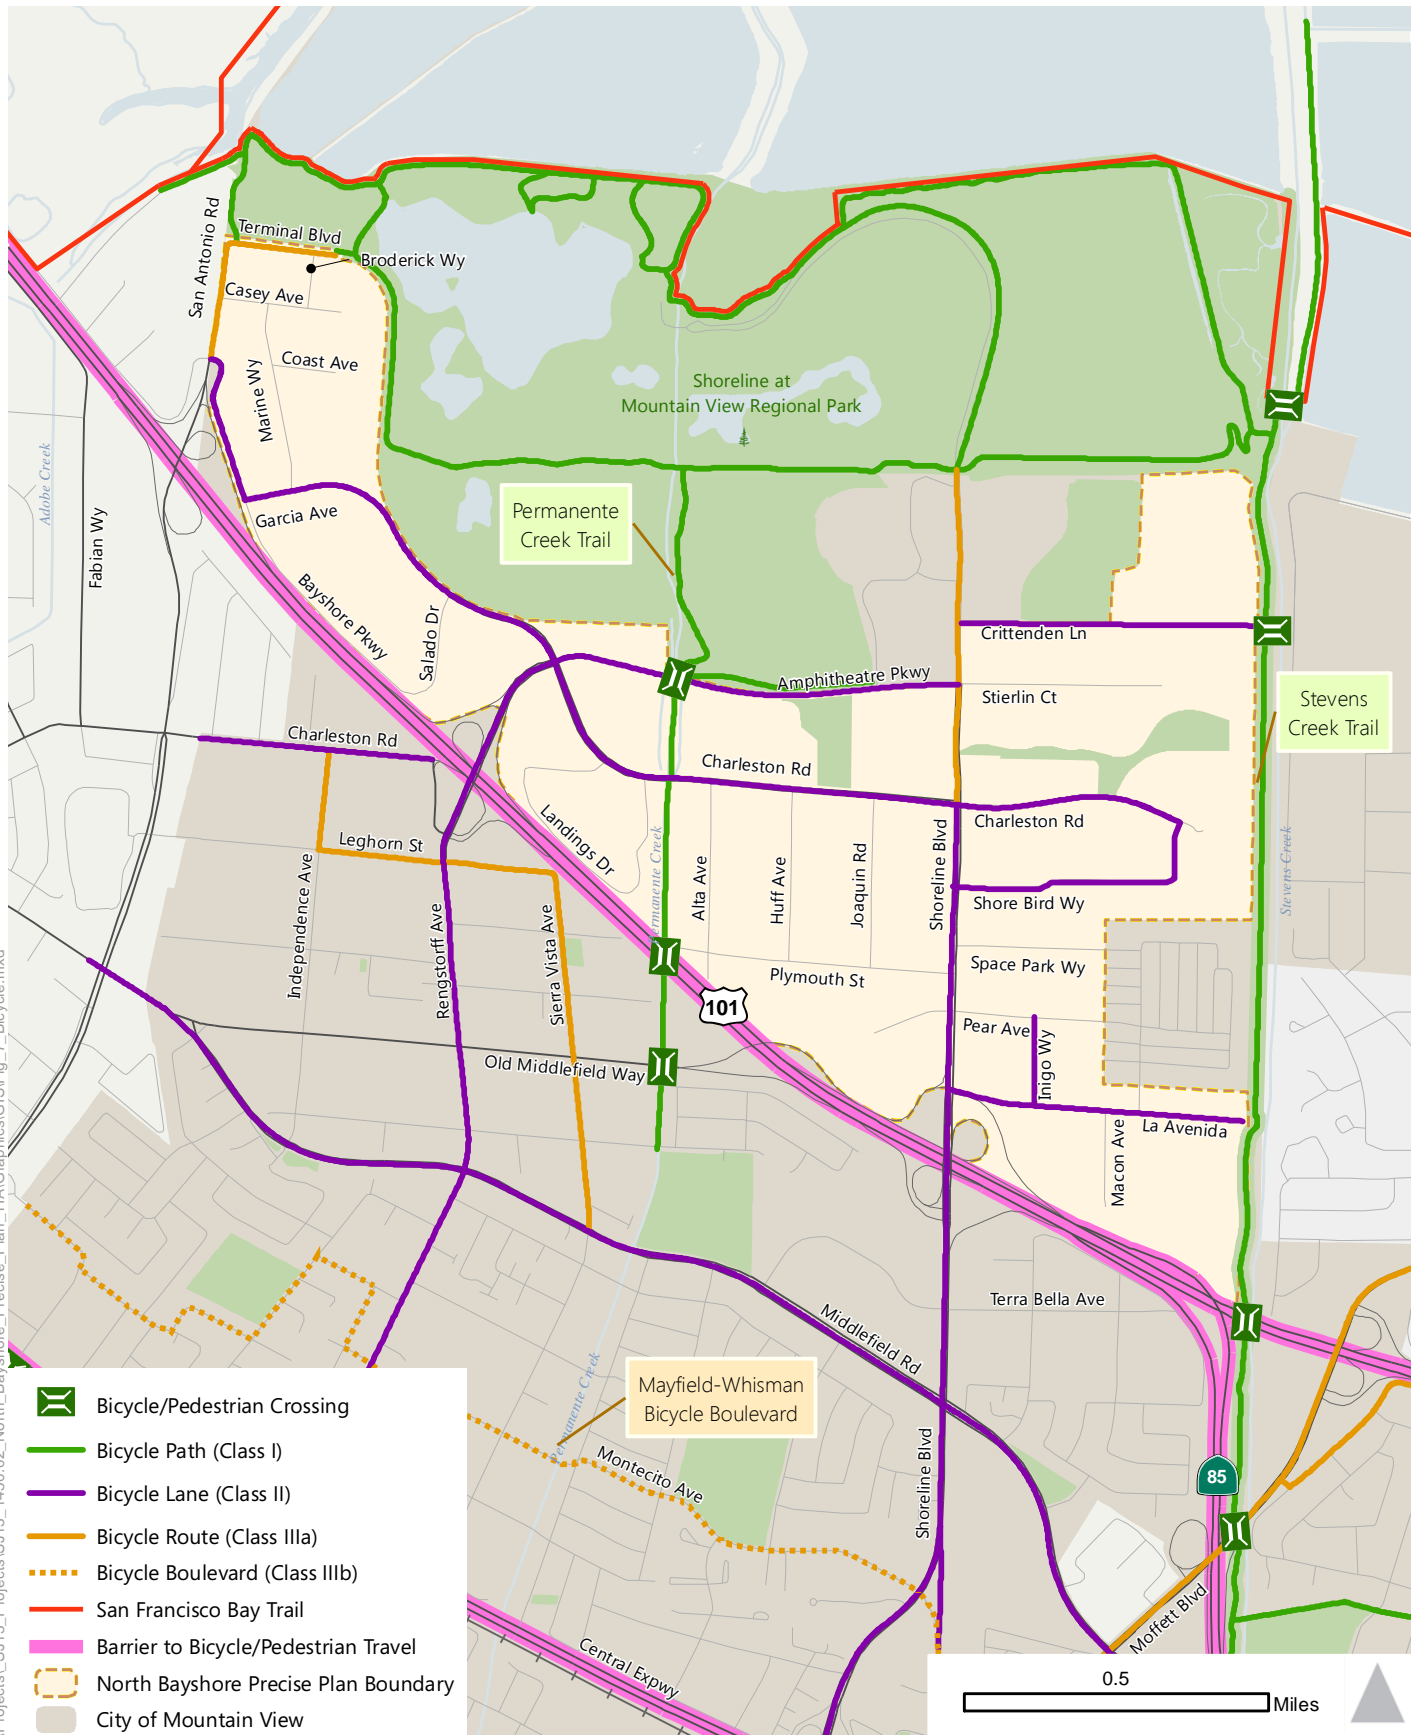 San Antonio Rd
Terminal Blvd
Broderick Wy
Casey Ave
Coast Ave
Marine Wy
Shoreline at
Mountain View Regional Park
Adobe Creek
Fabian Wy
Garcia Ave
Permanente
Creek Trail
Bayshore Pkwy
Salado Dr
Crittenden Ln
Amphitheatre Pkwy
Stierlin Ct
Stevens
Creek Trail
Charleston Rd
Charleston Rd
Charleston Rd
Landings Dr
Leghorn St
Permanente Creek
Alta Ave
Huff Ave
Joaquin Rd
Shoreline Blvd
Stevens Creek
Shore Bird Wy
Independence Ave
Rengstorff Ave
Sierra Vista Ave
Plymouth St
Space Park Wy
101
Pear Ave
Inigo Wy
Old Middlefield Way
La Avenida
Macon Ave
Terra Bella Ave
Middlefield Rd
Permanente Creek
Mayfield-Whisman
Bicycle Boulevard
Montecito Ave
Shoreline Blvd
85
Moffett Blvd
Central Expwy
Bicycle/Pedestrian Crossing
Bicycle Path (Class I)
Bicycle Lane (Class II)
Bicycle Route (Class IIIa)
Bicycle Boulevard (Class IIIb)
San Francisco Bay Trail
Barrier to Bicycle/Pedestrian Travel
North Bayshore Precise Plan Boundary
City of Mountain View
0.5
Miles